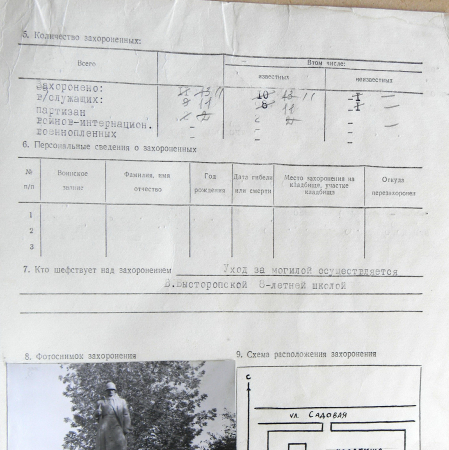 5. Количество захороненных:
Всего
В том числе:
известных
неизвестных
Захоронено:
В/служащих:
Партизан
Воинов-интернацион.
Военнопленных
6. Персональные сведения о захороненных
№ п/п
Воинское звание
Фамилия, имя отчество
Год рождения
Дата гибели или смерти
Место захоронения на кладбище, участке кладбища
Откуда перезахоронен
1
2
3
7. Кто шефствует над захоронением Уход за могилой осуществляется
В.Высторопской 8-летней школой
8. Фотоснимок захоронения
9. Схема расположения захоронения
С
ул. САДОВАЯ